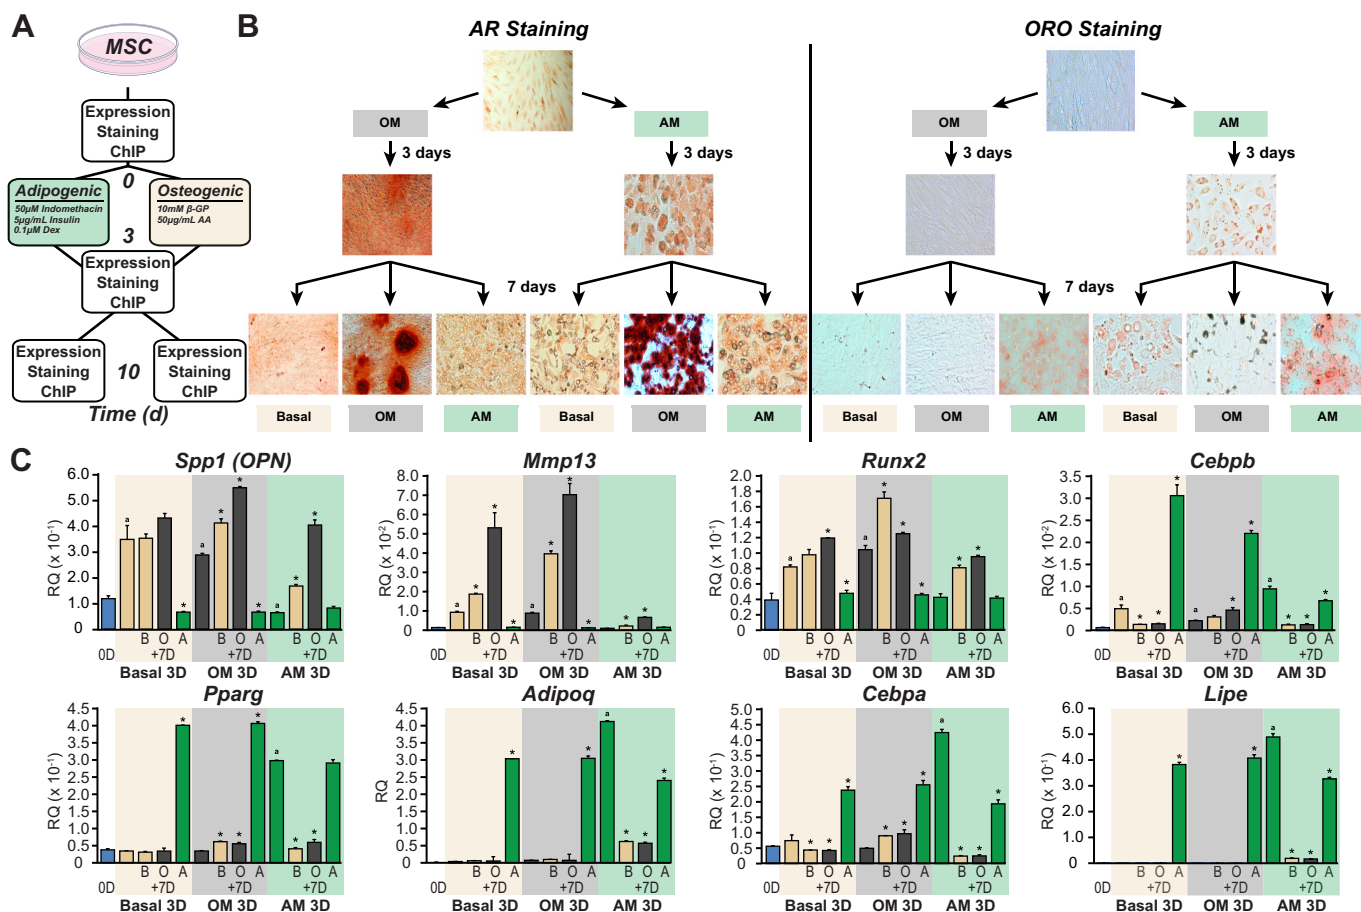 A
MSC
Expression
Staining
ChIP
0
Adipogenic
50µM Indomethacin
5µg/mL Insulin
0.1µM Dex
Osteogenic
10mM β-GP
50µg/mL AA
3
Expression
Staining
ChIP
Expression
Staining
ChIP
10
Expression
Staining
ChIP
Time (d)
B
AR Staining
OM
AM
3 days
3 days
7 days
Basal
OM
AM
Basal
OM
AM
ORO Staining
OM
AM
3 days
3 days
7 days
Basal
OM
AM
Basal
OM
AM
C
Spp1 (OPN)
RQ (x 10⁻¹)
6.0
5.0
4.0
3.0
2.0
1.0
0
a
a
*
*
*
*
a
*
*
B O A B O A B O A
0D +7D +7D +7D
Basal 3D OM 3D AM 3D
Mmp13
RQ (x 10⁻²)
8.0
7.0
6.0
5.0
4.0
3.0
2.0
1.0
0
a
*
*
*
a
*
*
*
*
*
B O A B O A B O A
0D +7D +7D +7D
Basal 3D OM 3D AM 3D
Runx2
RQ (x 10⁻¹)
2.0
1.8
1.6
1.4
1.2
1.0
0.8
0.6
0.4
0.2
0
a
*
*
a
*
*
*
*
*
B O A B O A B O A
0D +7D +7D +7D
Basal 3D OM 3D AM 3D
Cebpb
RQ (x 10⁻²)
3.5
3.0
2.5
2.0
1.5
1.0
0.5
0
a
*
*
*
a
*
*
a
*
*
*
B O A B O A B O A
0D +7D +7D +7D
Basal 3D OM 3D AM 3D
Pparg
RQ (x 10⁻¹)
4.5
4.0
3.5
3.0
2.5
2.0
1.5
1.0
0.5
0
*
*
*
*
a
*
*
B O A B O A B O A
0D +7D +7D +7D
Basal 3D OM 3D AM 3D
Adipoq
RQ
4.5
4.0
3.5
3.0
2.5
2.0
1.5
1.0
0.5
0
*
*
a
*
*
*
B O A B O A B O A
0D +7D +7D +7D
Basal 3D OM 3D AM 3D
Cebpa
RQ (x 10⁻¹)
5.0
4.5
4.0
3.5
3.0
2.5
2.0
1.5
1.0
0.5
0
*
*
*
*
*
*
a
*
*
*
B O A B O A B O A
0D +7D +7D +7D
Basal 3D OM 3D AM 3D
Lipe
RQ (x 10⁻¹)
6.0
5.0
4.0
3.0
2.0
1.0
0
*
*
a
*
*
*
B O A B O A B O A
0D +7D +7D +7D
Basal 3D OM 3D AM 3D